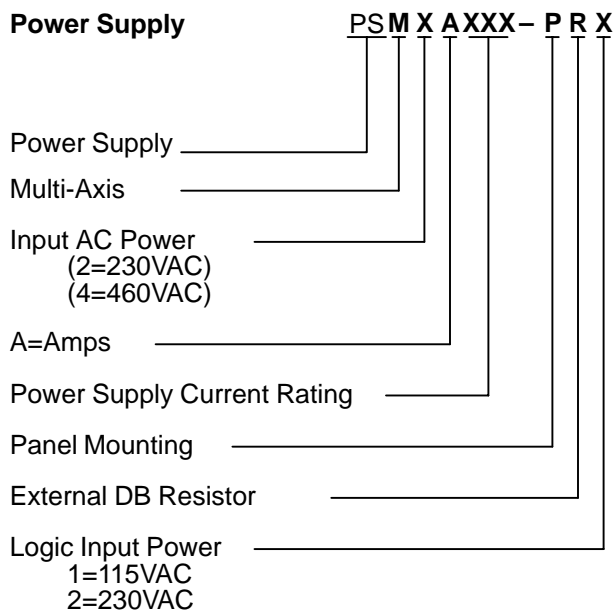 Power Supply PSMXAXXX–PRX
Power Supply
Multi-Axis
Input AC Power
(2=230VAC)
(4=460VAC)
A=Amps
Power Supply Current Rating
Panel Mounting
External DB Resistor
Logic Input Power
1=115VAC
2=230VAC